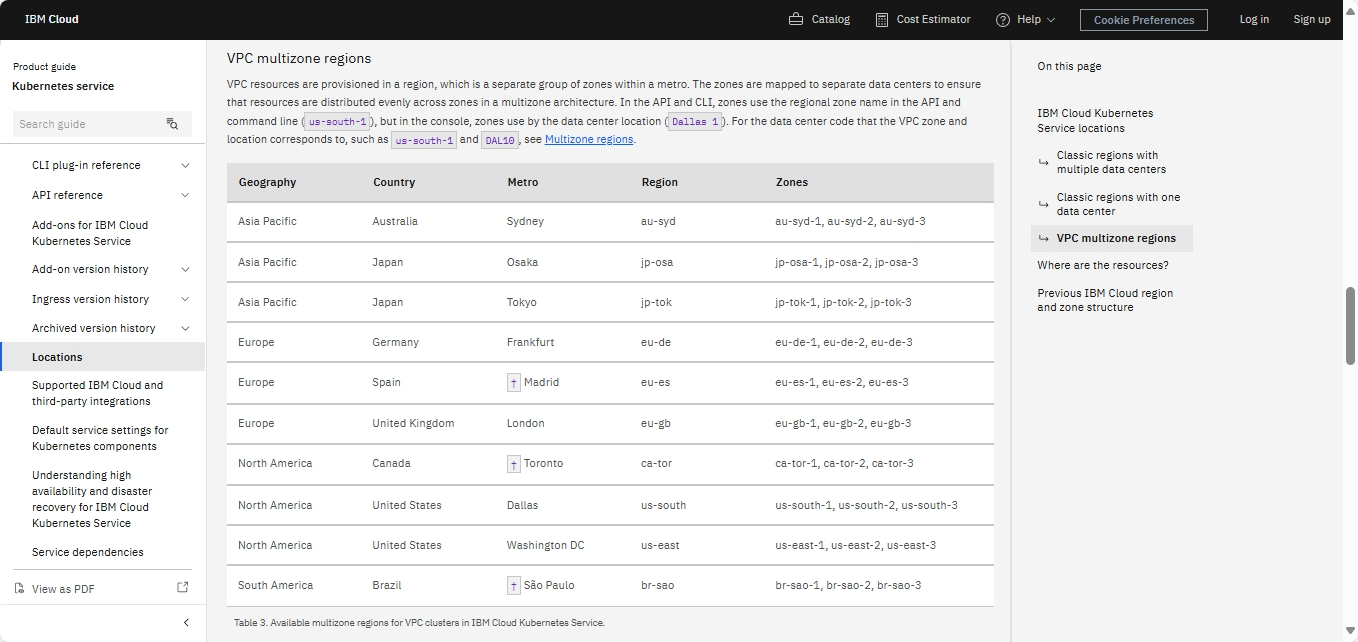 IBM Cloud
Catalog
Cost Estimator
Help
Cookie Preferences
Log in
Sign up
Product guide
Kubernetes service
Search guide
CLI plug-in reference
API reference
Add-ons for IBM Cloud
Kubernetes Service
Add-on version history
Ingress version history
Archived version history
Locations
Supported IBM Cloud and
third-party integrations
Default service settings for
Kubernetes components
Understanding high
availability and disaster
recovery for IBM Cloud
Kubernetes Service
Service dependencies
View as PDF
VPC multizone regions
VPC resources are provisioned in a region, which is a separate group of zones within a metro. The zones are mapped to separate data centers to ensure
that resources are distributed evenly across zones in a multizone architecture. In the API and CLI, zones use the regional zone name in the API and
command line ( us-south-1 ), but in the console, zones use by the data center location ( Dallas 1 ). For the data center code that the VPC zone and
location corresponds to, such as us-south-1 and DAL10 , see Multizone regions.
Geography Country Metro Region Zones
Asia Pacific Australia Sydney au-syd au-syd-1, au-syd-2, au-syd-3
Asia Pacific Japan Osaka jp-osa jp-osa-1, jp-osa-2, jp-osa-3
Asia Pacific Japan Tokyo jp-tok jp-tok-1, jp-tok-2, jp-tok-3
Europe Germany Frankfurt eu-de eu-de-1, eu-de-2, eu-de-3
Europe Spain † Madrid eu-es eu-es-1, eu-es-2, eu-es-3
Europe United Kingdom London eu-gb eu-gb-1, eu-gb-2, eu-gb-3
North America Canada † Toronto ca-tor ca-tor-1, ca-tor-2, ca-tor-3
North America United States Dallas us-south us-south-1, us-south-2, us-south-3
North America United States Washington DC us-east us-east-1, us-east-2, us-east-3
South America Brazil † São Paulo br-sao br-sao-1, br-sao-2, br-sao-3
Table 3. Available multizone regions for VPC clusters in IBM Cloud Kubernetes Service.
On this page
IBM Cloud Kubernetes
Service locations
Classic regions with
multiple data centers
Classic regions with one
data center
VPC multizone regions
Where are the resources?
Previous IBM Cloud region
and zone structure